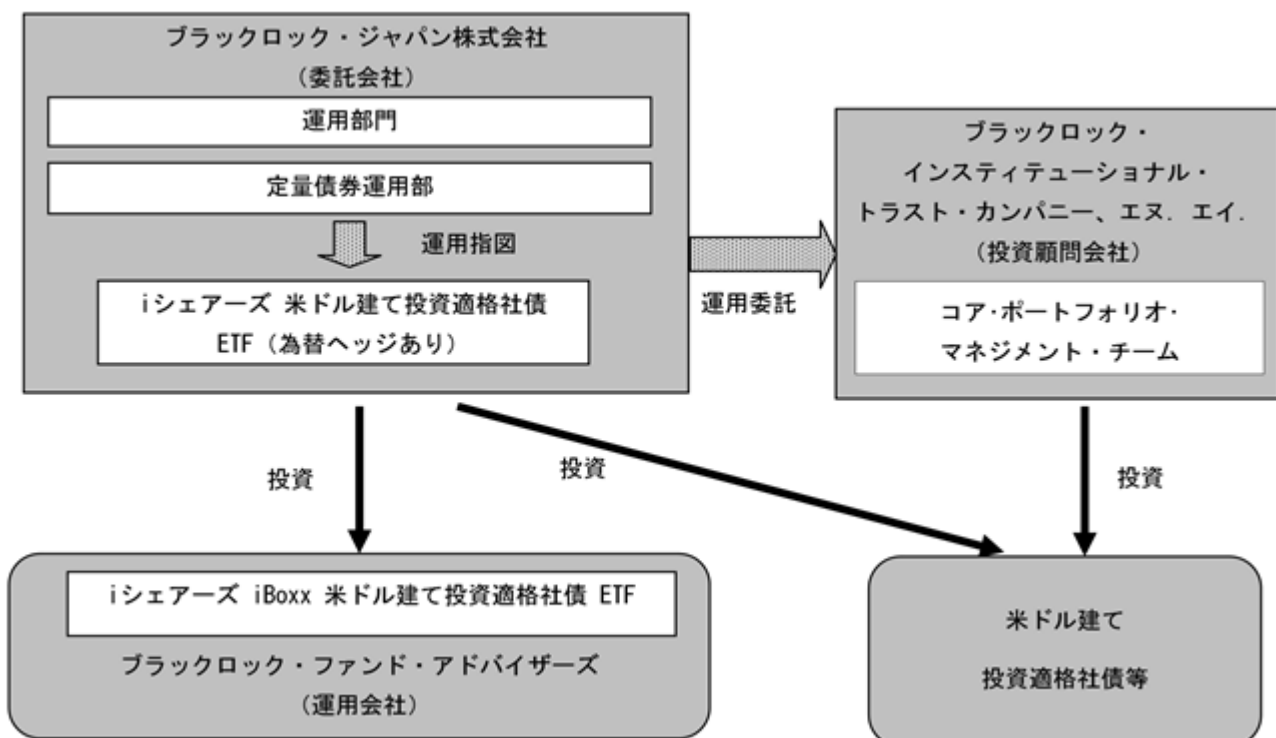 ブラックロック・ジャパン株式会社
(委託会社)
運用部門
定量債券運用部
運用指図
iシェアーズ 米ドル建て投資適格社債
ETF(為替ヘッジあり)
運用委託
ブラックロック・
インスティテューショナル・
トラスト・カンパニー、エヌ. エイ.
(投資顧問会社)
コア・ポートフォリオ・
マネジメント・チーム
投資
投資
投資
iシェアーズ iBoxx 米ドル建て投資適格社債 ETF
ブラックロック・ファンド・アドバイザーズ
(運用会社)
米ドル建て
投資適格社債等